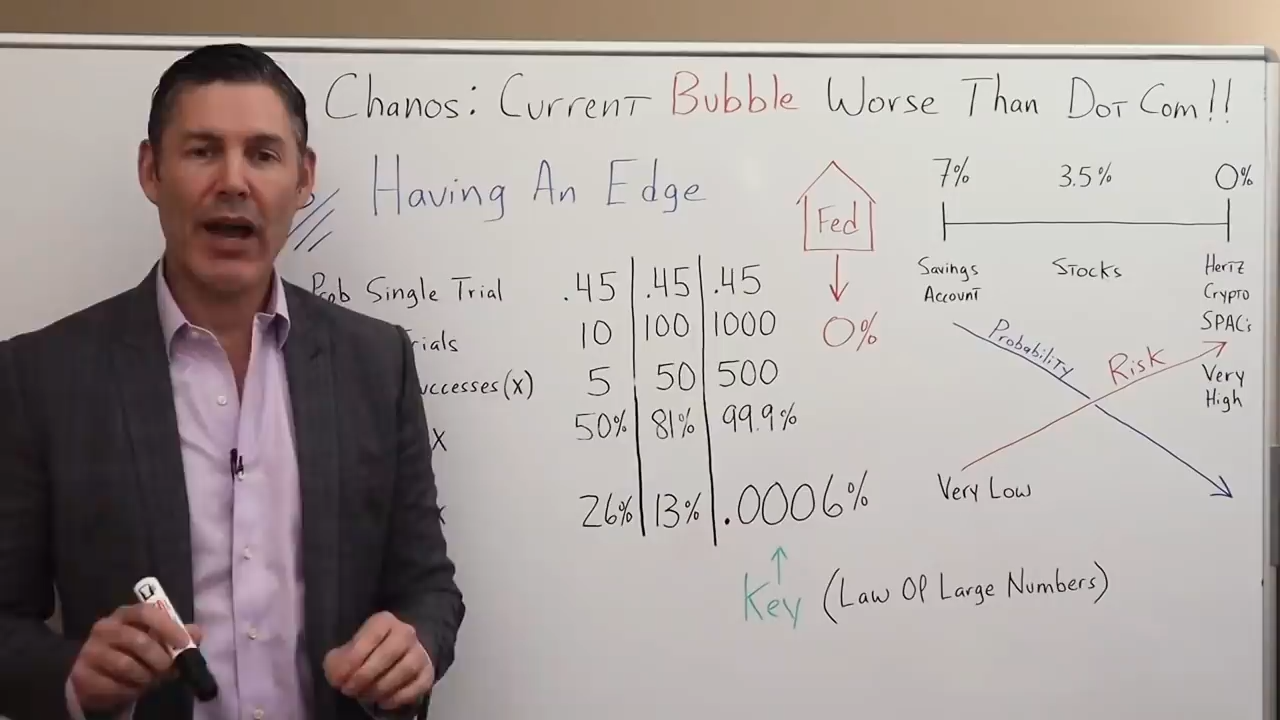 Chanos: Current Bubble Worse Than Dot Com!!
Having An Edge
Fed
0%
7% 3.5% 0%
Savings Account
Stocks
Hertz
Crypto
SPAC's
Very
High
Probability
Risk
Very Low
Prob Single Trial .45 .45 .45
rials 10 100 1000
uccesses(x) 5 50 500
x 50% 81% 99.9%
x 26% 13% .0006%
Key (Law Of Large Numbers)